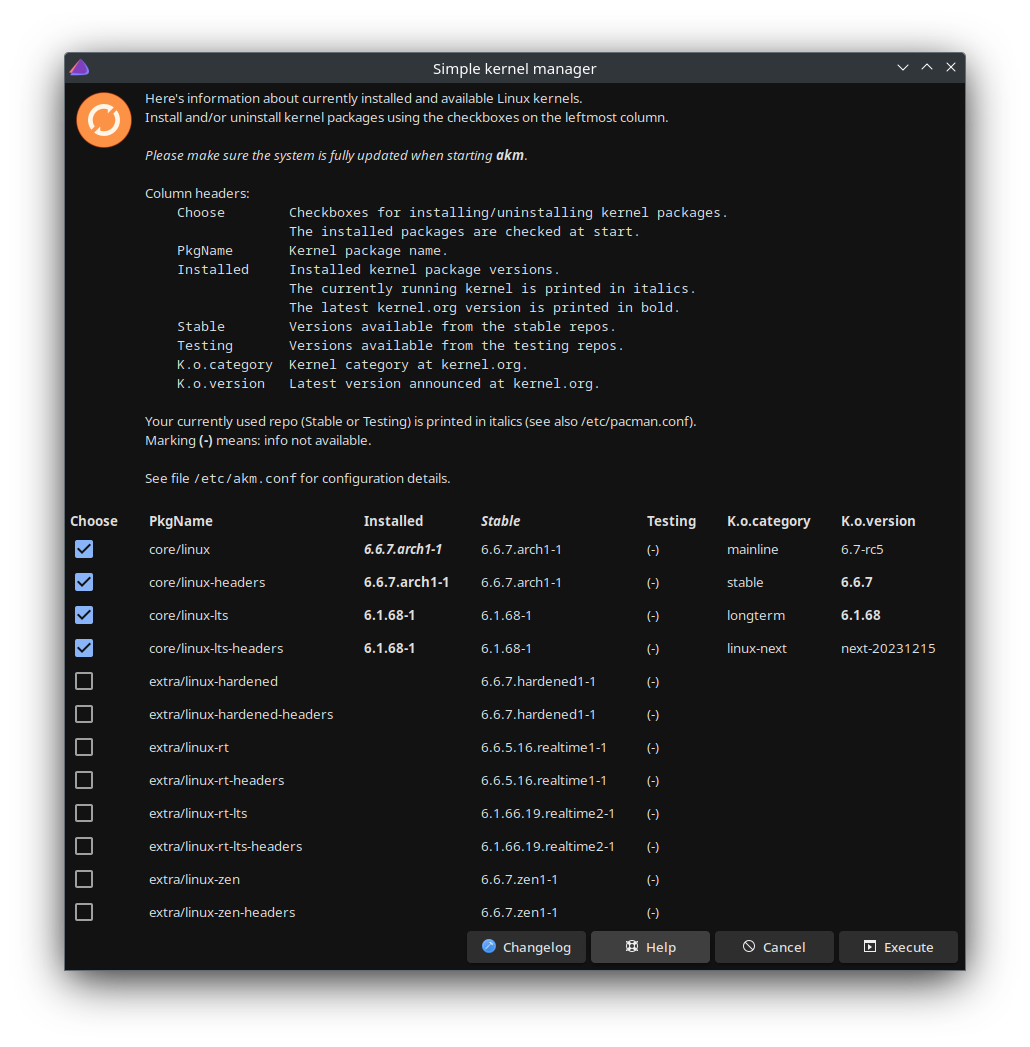 Simple kernel manager
Here's information about currently installed and available Linux kernels.
Install and/or uninstall kernel packages using the checkboxes on the leftmost column.
Please make sure the system is fully updated when starting akm.
Column headers:
Choose Checkboxes for installing/uninstalling kernel packages.
The installed packages are checked at start.
PkgName Kernel package name.
Installed Installed kernel package versions.
The currently running kernel is printed in italics.
The latest kernel.org version is printed in bold.
Stable Versions available from the stable repos.
Testing Versions available from the testing repos.
K.o.category Kernel category at kernel.org.
K.o.version Latest version announced at kernel.org.
Your currently used repo (Stable or Testing) is printed in italics (see also /etc/pacman.conf).
Marking (-) means: info not available.
See file /etc/akm.conf for configuration details.
Choose PkgName Installed Stable Testing K.o.category K.o.version
core/linux 6.6.7.arch1-1 6.6.7.arch1-1 (-) mainline 6.7-rc5
core/linux-headers 6.6.7.arch1-1 6.6.7.arch1-1 (-) stable 6.6.7
core/linux-lts 6.1.68-1 6.1.68-1 (-) longterm 6.1.68
core/linux-lts-headers 6.1.68-1 6.1.68-1 (-) linux-next next-20231215
extra/linux-hardened 6.6.7.hardened1-1 (-)
extra/linux-hardened-headers 6.6.7.hardened1-1 (-)
extra/linux-rt 6.6.5.16.realtime1-1 (-)
extra/linux-rt-headers 6.6.5.16.realtime1-1 (-)
extra/linux-rt-lts 6.1.66.19.realtime2-1 (-)
extra/linux-rt-lts-headers 6.1.66.19.realtime2-1 (-)
extra/linux-zen 6.6.7.zen1-1 (-)
extra/linux-zen-headers 6.6.7.zen1-1 (-)
Changelog Help Cancel Execute